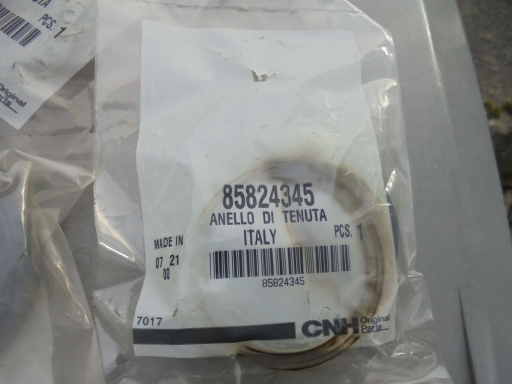 PCS. 1
Original
85824345
ANELLO DI TENUTA
MADE IN ITALY PCS. 1
07 21
00
85824345
7017
CNH Original
Parts